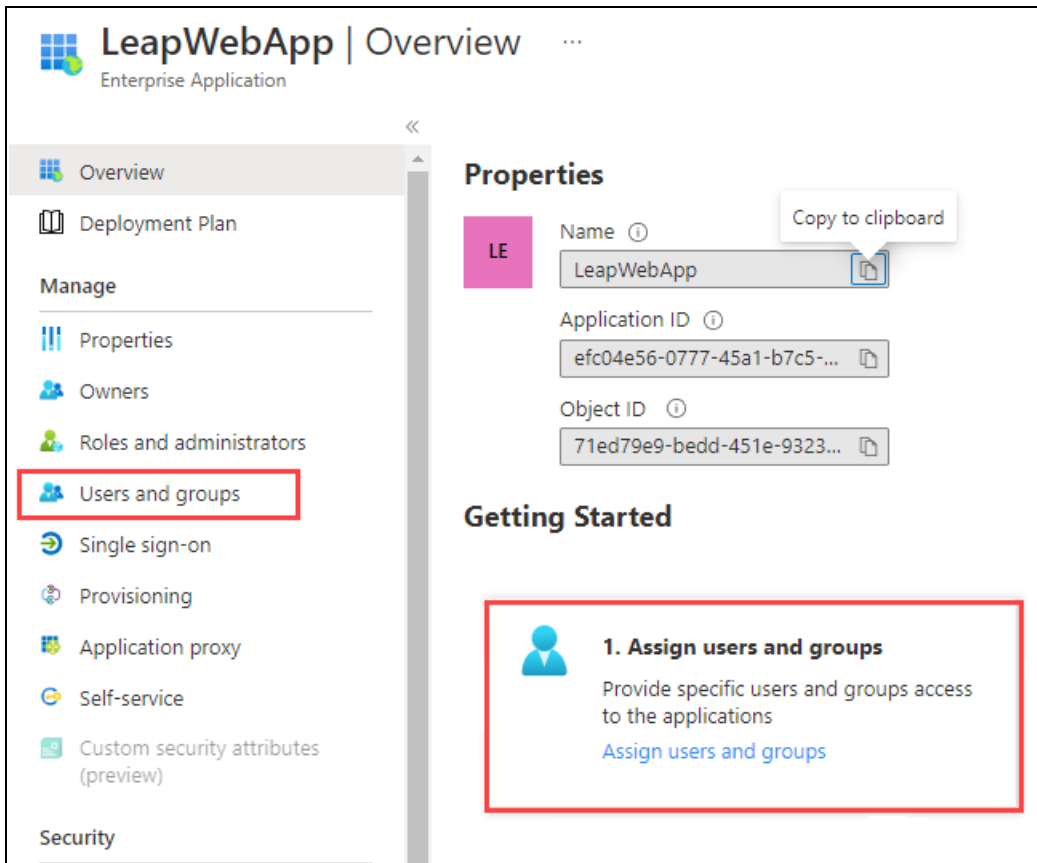 LeapWebApp | Overview ...
Enterprise Application
«
Overview
Deployment Plan
Manage
Properties
Owners
Roles and administrators
Users and groups
Single sign-on
Provisioning
Application proxy
Self-service
Custom security attributes
(preview)
Security
Properties
Copy to clipboard
LE
Name
LeapWebApp
Application ID
efc04e56-0777-45a1-b7c5-...
Object ID
71ed79e9-bedd-451e-9323...
Getting Started
1. Assign users and groups
Provide specific users and groups access
to the applications
Assign users and groups